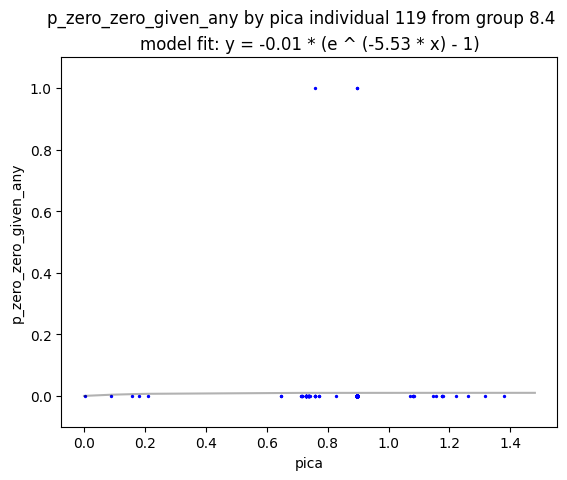 p_zero_zero_given_any by pica individual 119 from group 8.4
model fit: y = -0.01 * (e ^ (-5.53 * x) - 1)
1.0
0.8
0.6
0.4
0.2
0.0
p_zero_zero_given_any
0.0 0.2 0.4 0.6 0.8 1.0 1.2 1.4
pica